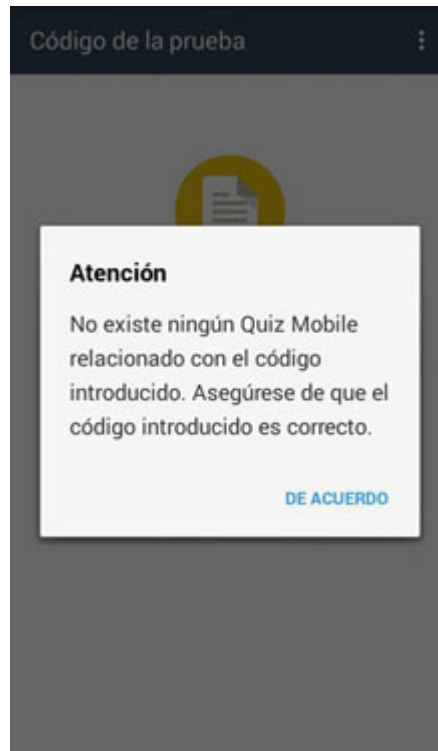 Código de la prueba
Atención
No existe ningún Quiz Mobile
relacionado con el código
introducido. Asegúrese de que el
código introducido es correcto.
DE ACUERDO